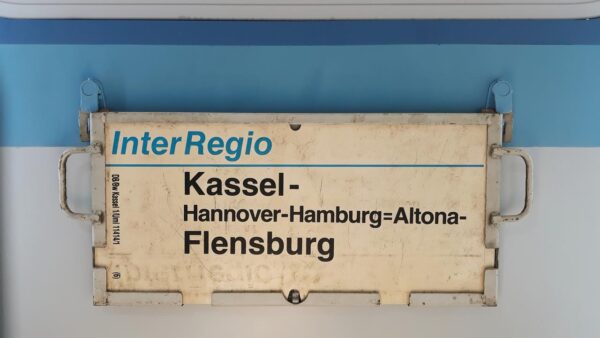 InterRegio
Kassel-
Hannover-Hamburg=Altona-
Flensburg